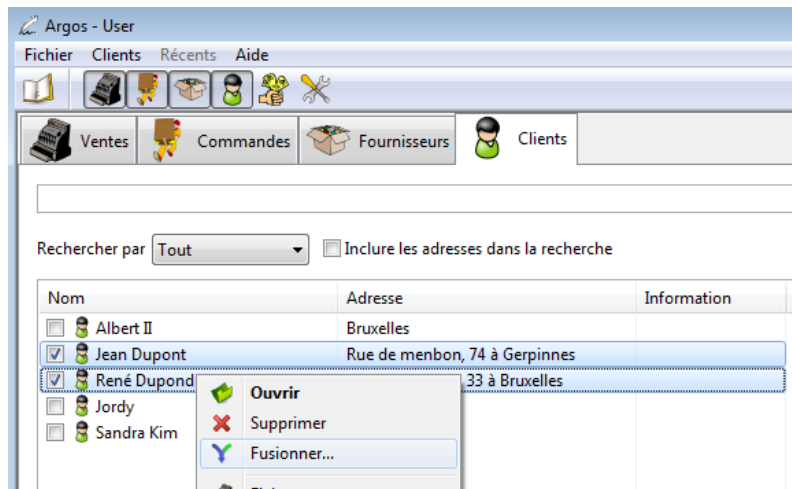 Argos - User
Fichier Clients Récents Aide
Ventes Commandes Fournisseurs Clients
Rechercher par Tout Inclure les adresses dans la recherche
Nom Adresse Information
Albert II Bruxelles
Jean Dupont Rue de menbon, 74 à Gerpinnes
René Dupond , 33 à Bruxelles
Jordy
Sandra Kim
Ouvrir
Supprimer
Fusionner...